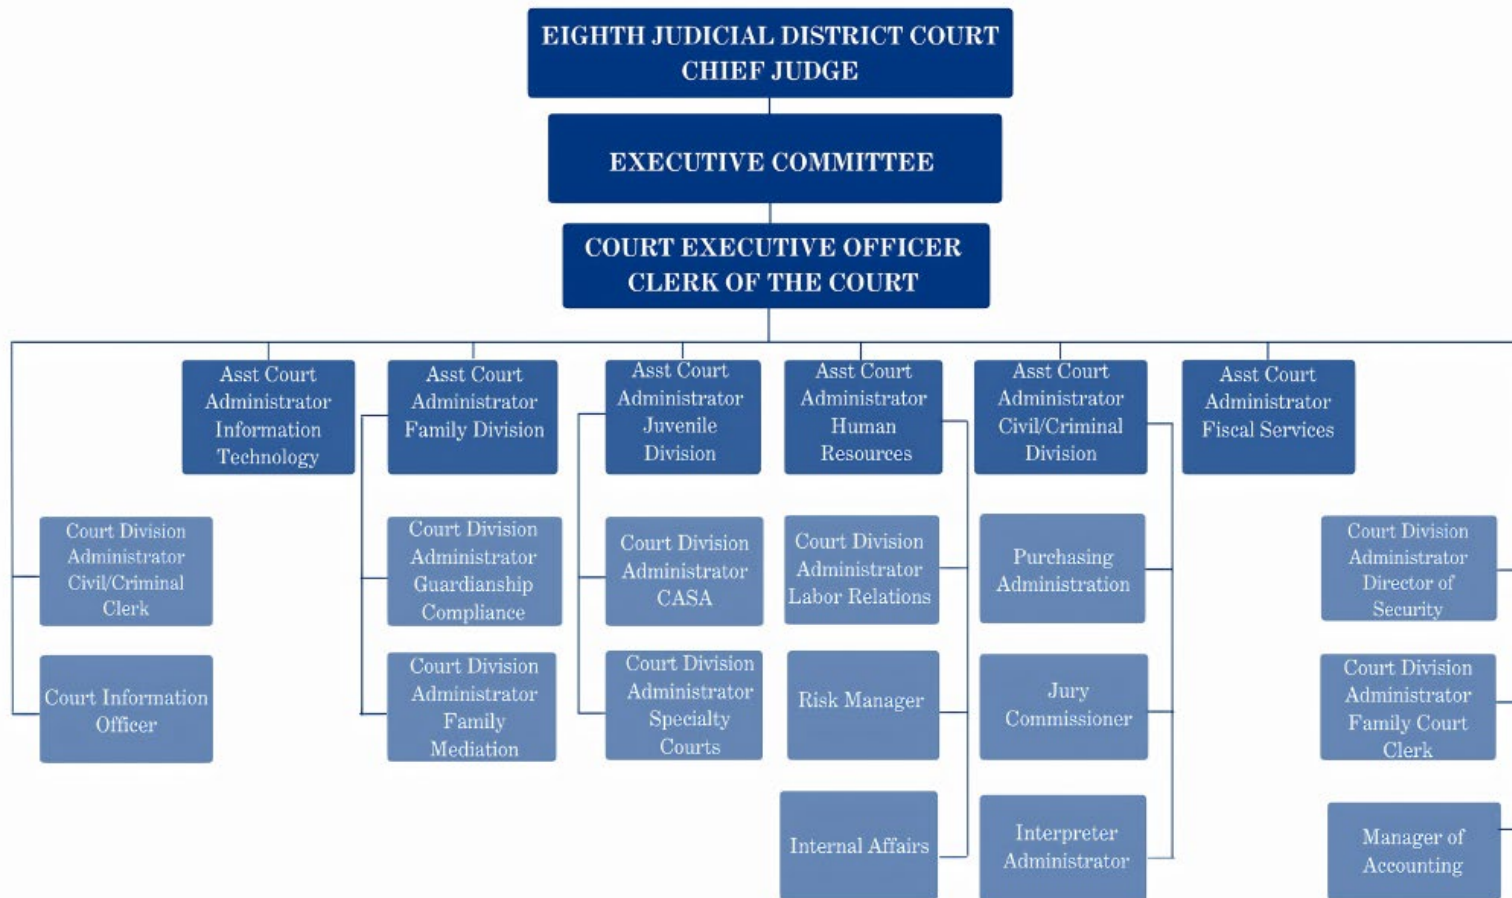 EIGHTH JUDICIAL DISTRICT COURT
CHIEF JUDGE
EXECUTIVE COMMITTEE
COURT EXECUTIVE OFFICER
CLERK OF THE COURT
Asst Court
Administrator
Information
Technology
Asst Court
Administrator
Family Division
Asst Court
Administrator
Juvenile
Division
Asst Court
Administrator
Human
Resources
Asst Court
Administrator
Civil/Criminal
Division
Asst Court
Administrator
Fiscal Services
Court Division
Administrator
Civil/Criminal
Clerk
Court Division
Administrator
Guardianship
Compliance
Court Division
Administrator
CASA
Court Division
Administrator
Labor Relations
Purchasing
Administration
Court Division
Administrator
Director of
Security
Court Information
Officer
Court Division
Administrator
Family
Mediation
Court Division
Administrator
Specialty
Courts
Risk Manager
Jury
Commissioner
Court Division
Administrator
Family Court
Clerk
Internal Affairs
Interpreter
Administrator
Manager of
Accounting